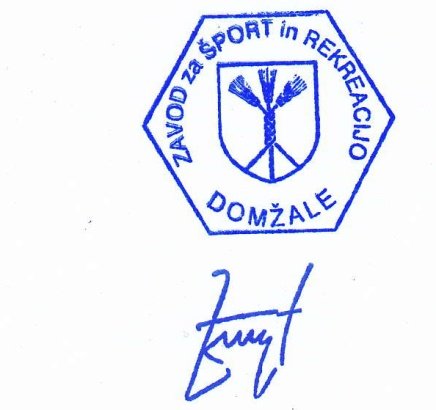 ZAVOD za ŠPORT in REKREACIJO
DOMŽALE